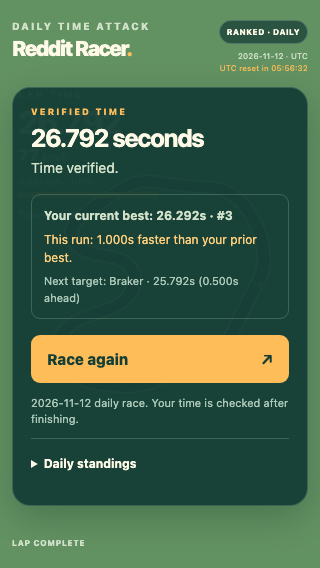 DAILY TIME ATTACK
Reddit Racer.
RANKED · DAILY
2026-11-12 · UTC
UTC reset in 05:56:32
VERIFIED TIME
26.792 seconds
Time verified.
Your current best: 26.292s · #3
This run: 1.000s faster than your prior
best.
Next target: Braker · 25.792s (0.500s
ahead)
Race again ↗
2026-11-12 daily race. Your time is checked after
finishing.
▶ Daily standings
LAP COMPLETE